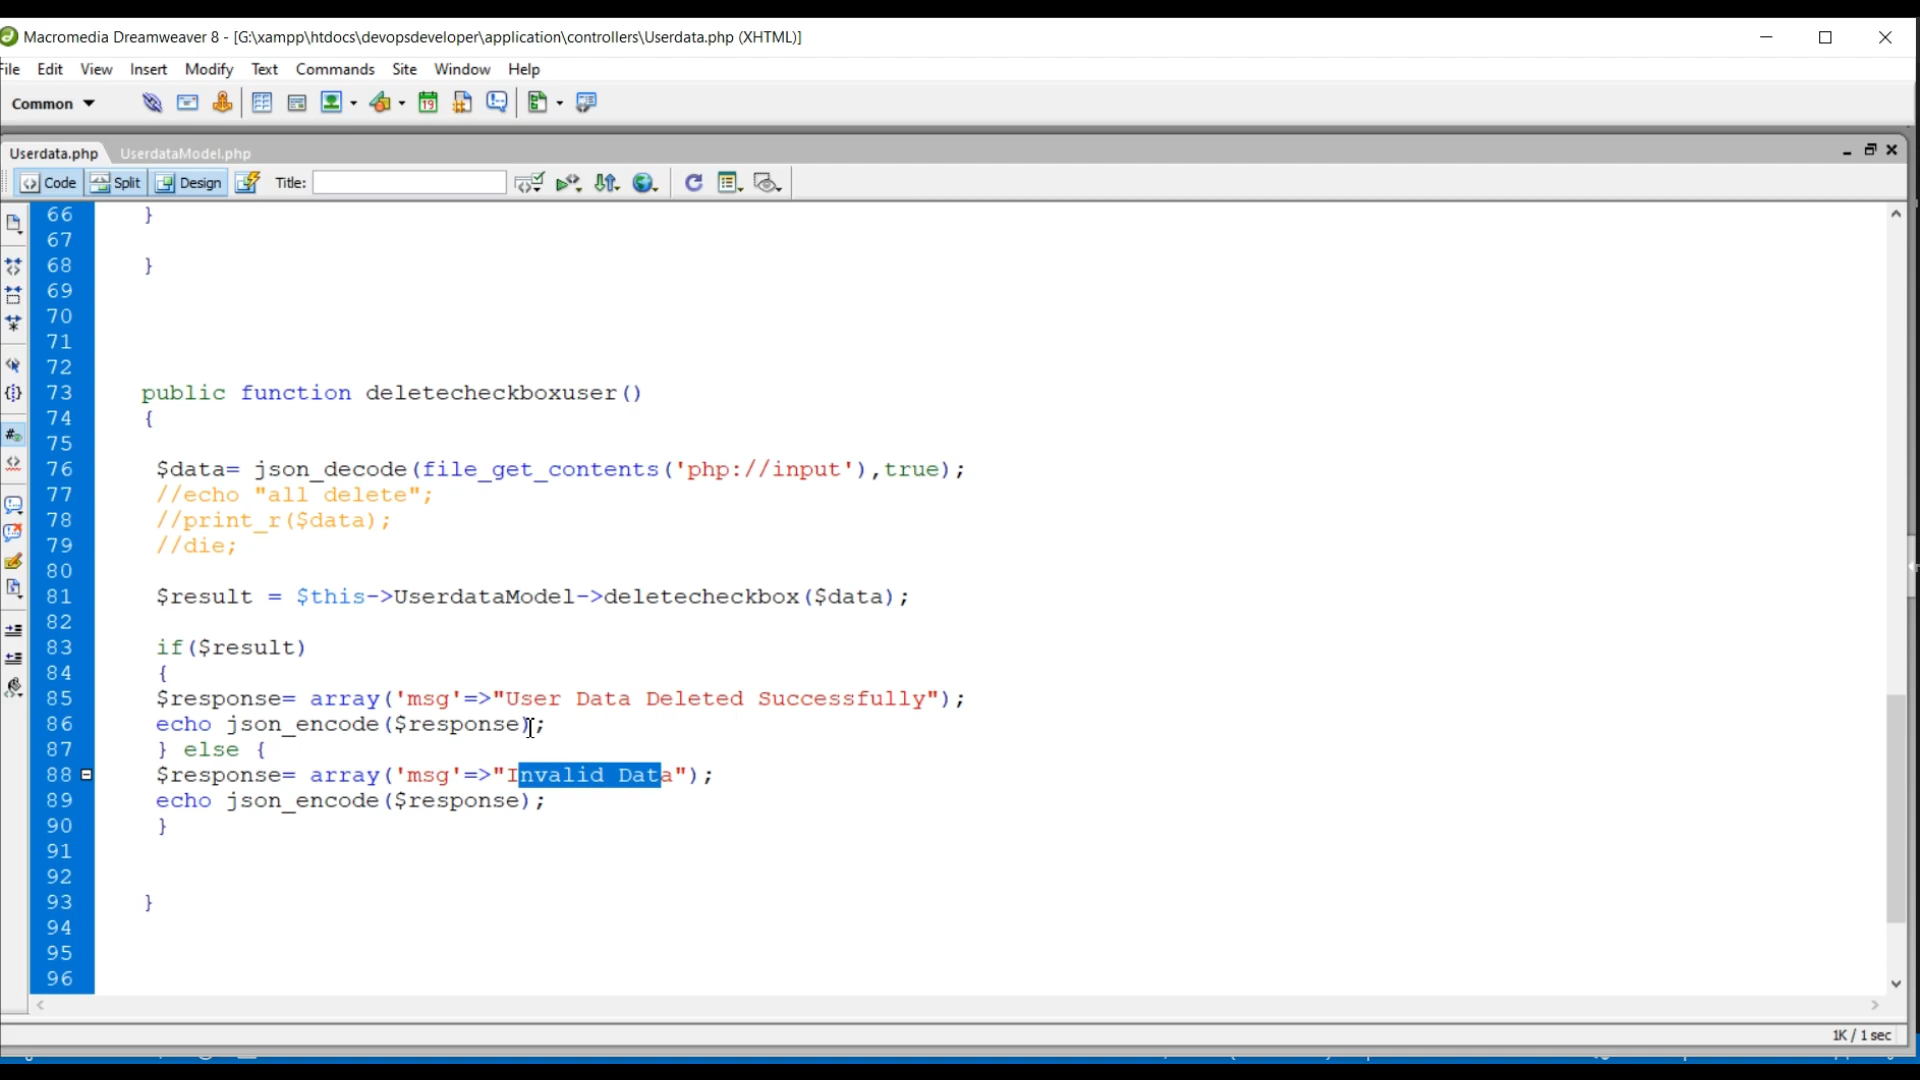 Macromedia Dreamweaver 8 - [G:\xampp\htdocs\devopsdeveloper\application\controllers\Userdata.php (XHTML)]
File Edit View Insert Modify Text Commands Site Window Help
Common
Userdata.php UserdataModel.php
Code Split Design Title:
66 }
67
68 }
69
70
71
72
73 public function deletecheckboxuser()
74 {
75
76 $data= json_decode(file_get_contents('php://input'),true);
77 //echo "all delete";
78 //print_r($data);
79 //die;
80
81 $result = $this->UserdataModel->deletecheckbox($data);
82
83 if($result)
84 {
85 $response= array('msg'=>"User Data Deleted Successfully");
86 echo json_encode($response);
87 } else {
88 $response= array('msg'=>"Invalid Data");
89 echo json_encode($response);
90 }
91
92
93 }
94
95
96
1K / 1 sec